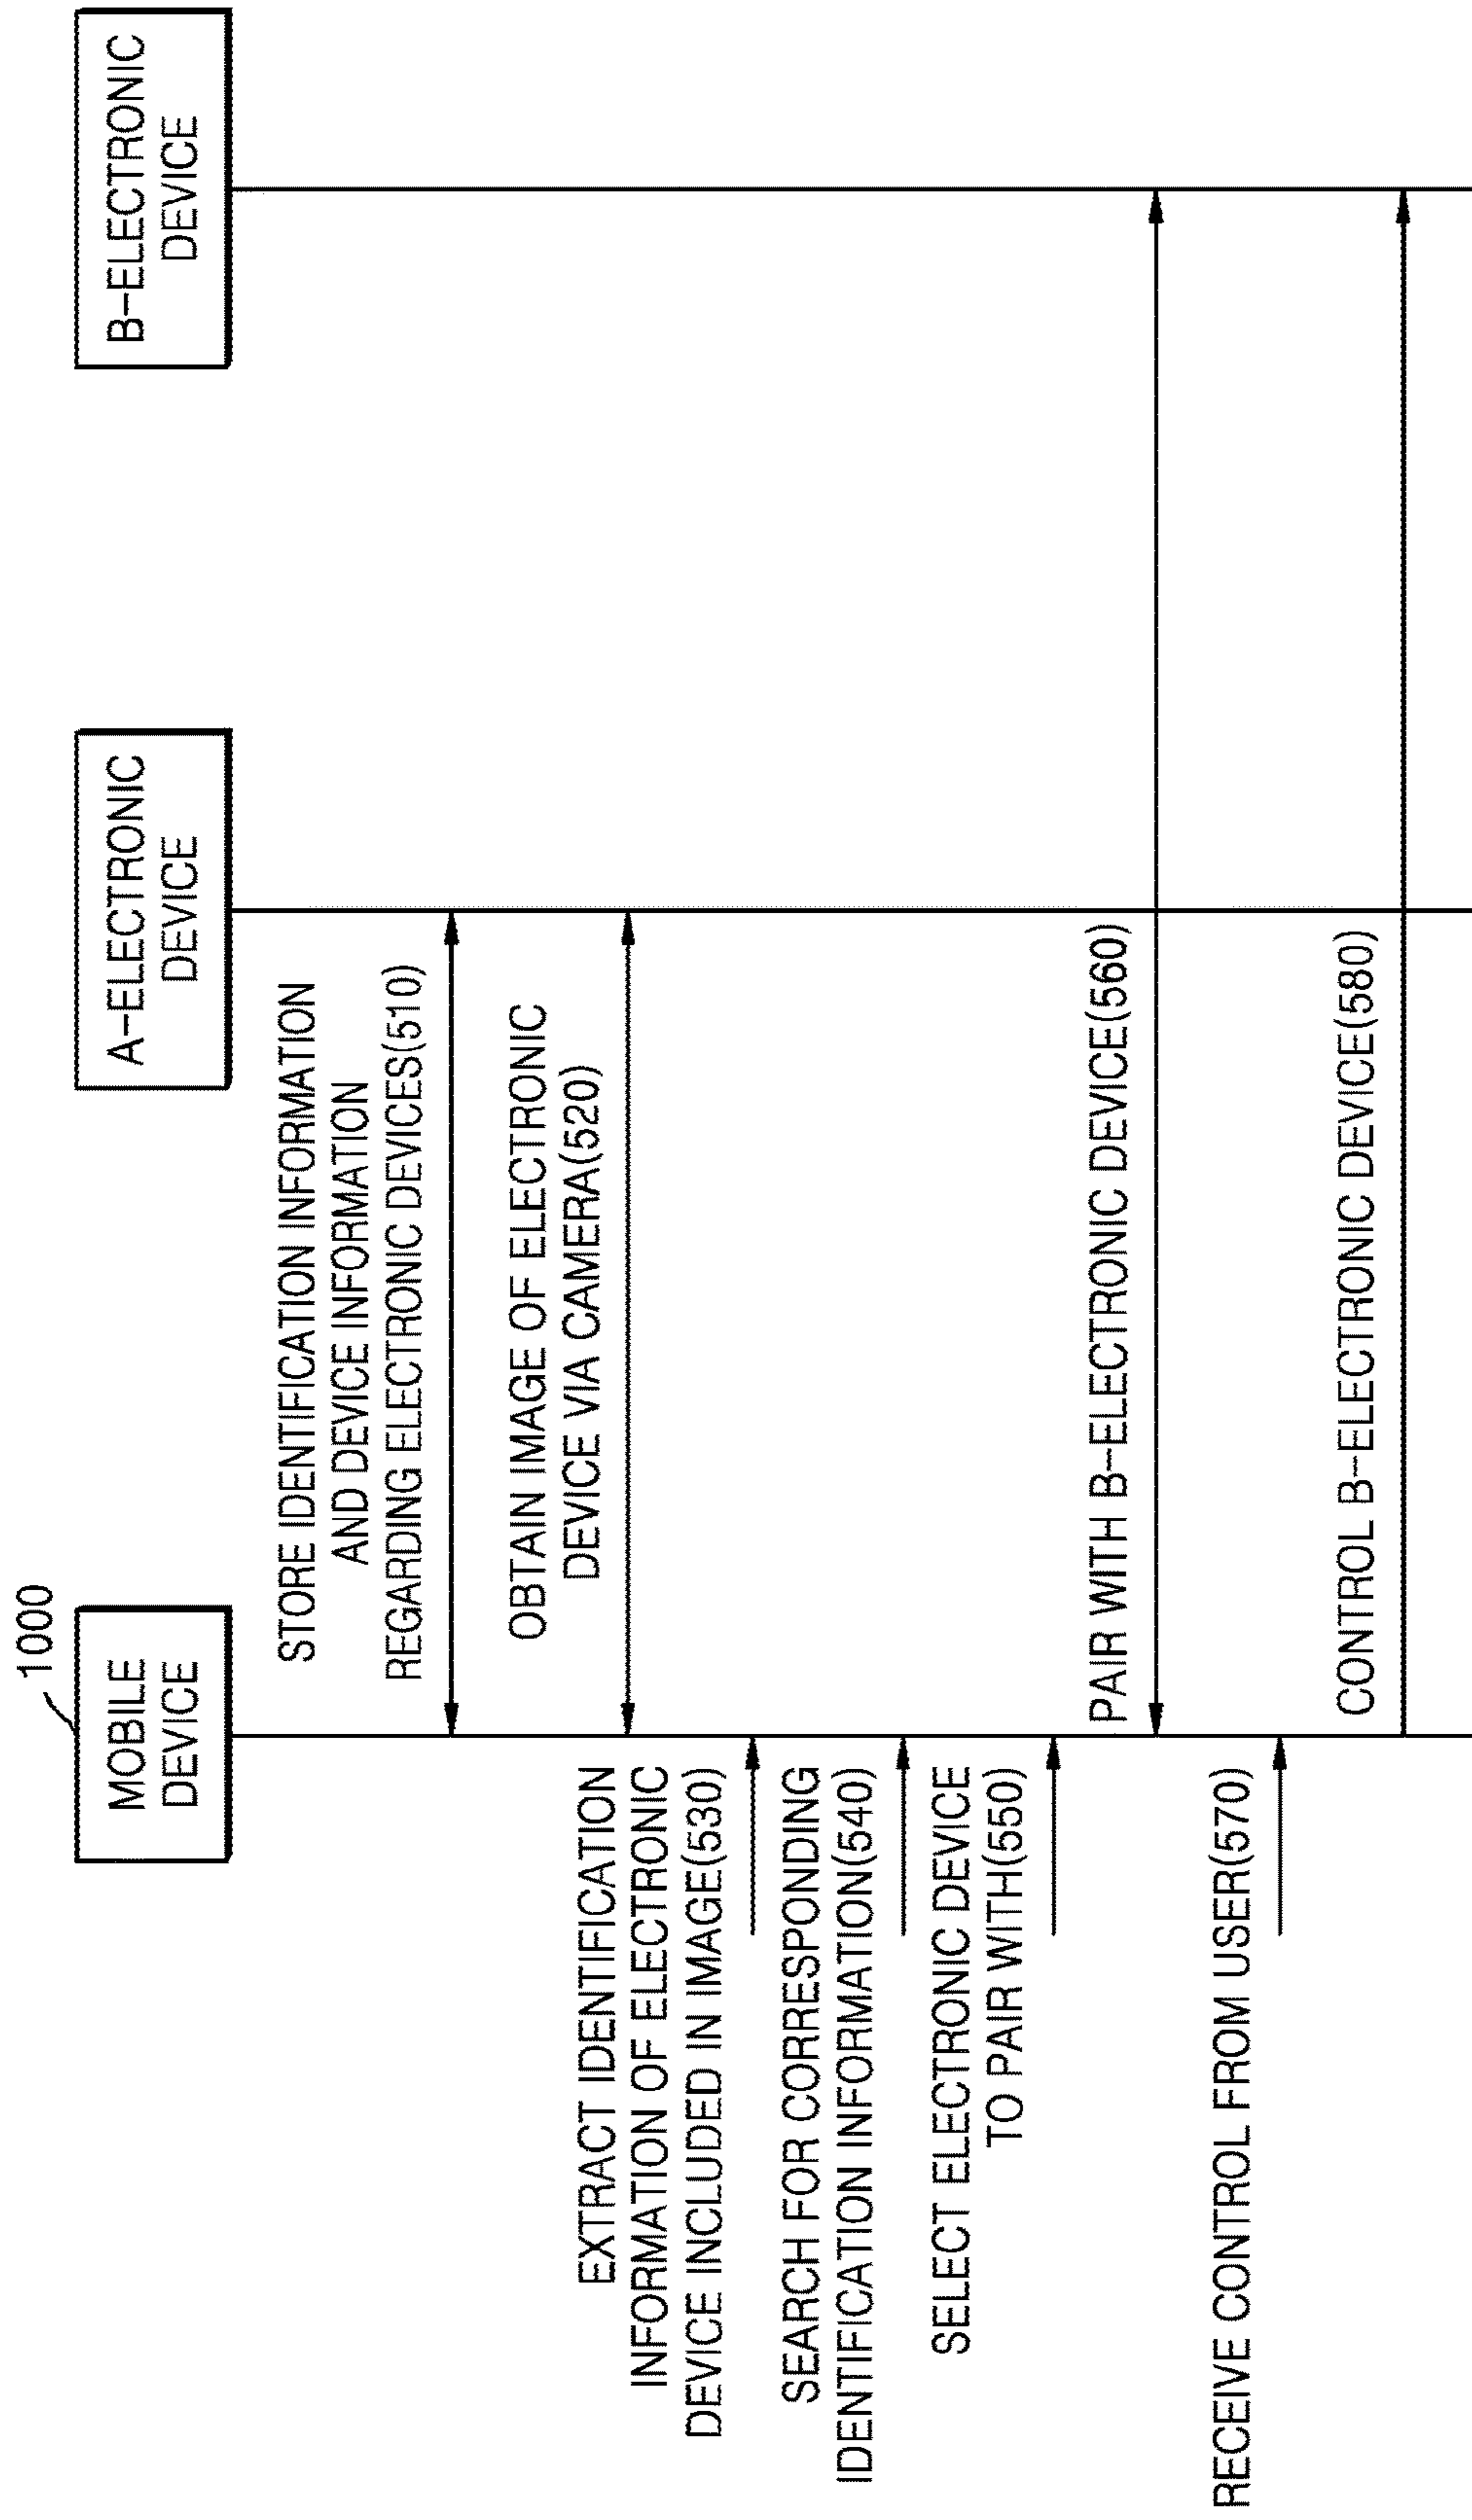 1000
MOBILE
DEVICE
A-ELECTRONIC
DEVICE
B-ELECTRONIC
DEVICE
STORE IDENTIFICATION INFORMATION
AND DEVICE INFORMATION
REGARDING ELECTRONIC DEVICES(510)
OBTAIN IMAGE OF ELECTRONIC
DEVICE VIA CAMERA(520)
EXTRACT IDENTIFICATION
INFORMATION OF ELECTRONIC
DEVICE INCLUDED IN IMAGE(530)
SEARCH FOR CORRESPONDING
IDENTIFICATION INFORMATION(540)
SELECT ELECTRONIC DEVICE
TO PAIR WITH(550)
PAIR WITH B-ELECTRONIC DEVICE(560)
RECEIVE CONTROL FROM USER(570)
CONTROL B-ELECTRONIC DEVICE(580)